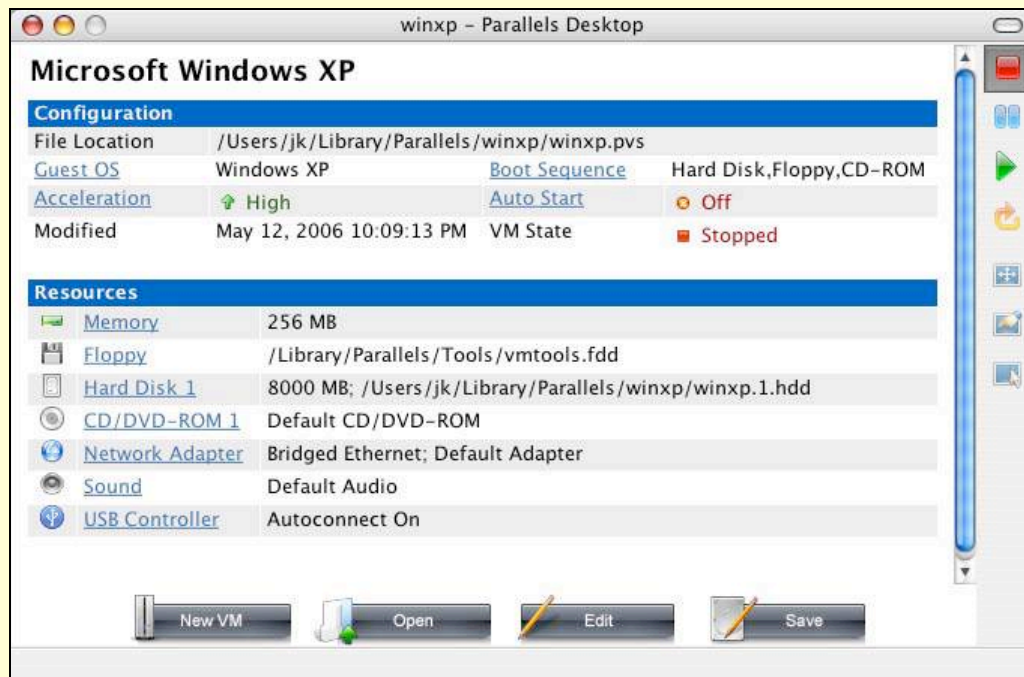 winxp – Parallels Desktop
Microsoft Windows XP
Configuration
File Location /Users/jk/Library/Parallels/winxp/winxp.pvs
Guest OS Windows XP Boot Sequence Hard Disk,Floppy,CD-ROM
Acceleration High Auto Start Off
Modified May 12, 2006 10:09:13 PM VM State Stopped
Resources
Memory 256 MB
Floppy /Library/Parallels/Tools/vmtools.fdd
Hard Disk 1 8000 MB; /Users/jk/Library/Parallels/winxp/winxp.1.hdd
CD/DVD-ROM 1 Default CD/DVD-ROM
Network Adapter Bridged Ethernet; Default Adapter
Sound Default Audio
USB Controller Autoconnect On
New VM Open Edit Save